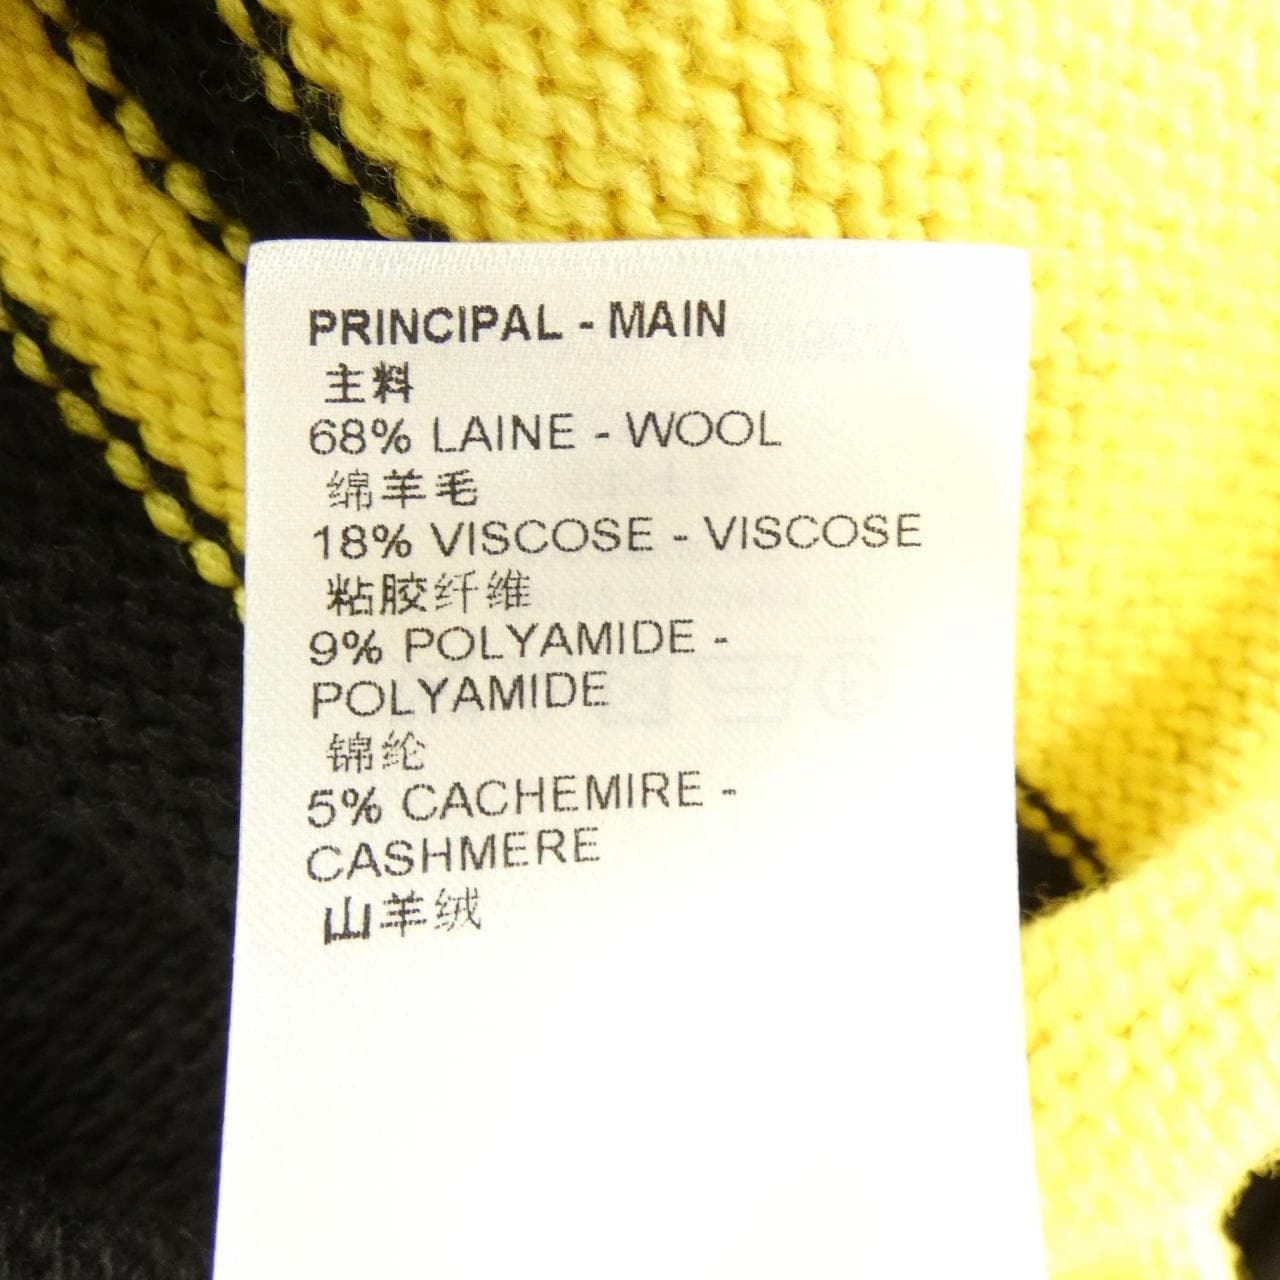 PRINCIPAL - MAIN
主料
68% LAINE - WOOL
绵羊毛
18% VISCOSE - VISCOSE
粘胶纤维
9% POLYAMIDE -
POLYAMIDE
锦纶
5% CACHEMIRE -
CASHMERE
山羊绒